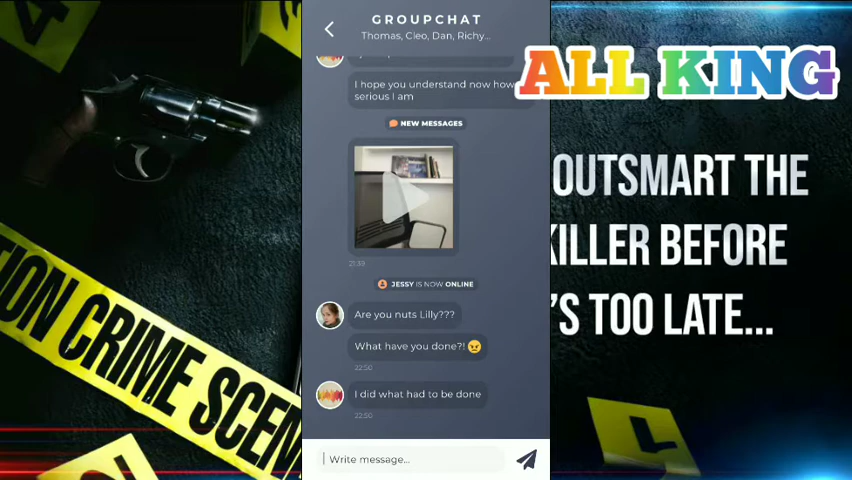 GROUPCHAT
Thomas, Cleo, Dan, Richy...
I hope you understand now how
serious I am
NEW MESSAGES
21:33
JESSY IS NOW ONLINE
Are you nuts Lilly???
What have you done?! 😠
22:50
I did what had to be done
22:50
Write message...
ALL KING
OUTSMART THE
KILLER BEFORE
'S TOO LATE...
TION CRIME SCEN